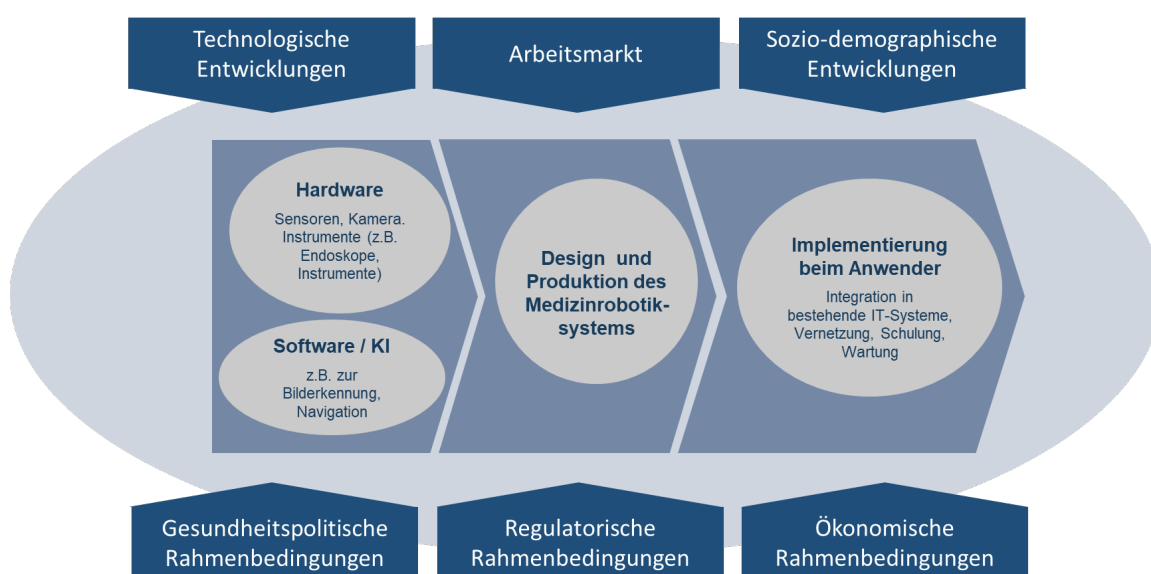 Technologische
Entwicklungen
Arbeitsmarkt
Sozio-demographische
Entwicklungen
Hardware
Sensoren, Kamera.
Instrumente (z.B.
Endoskope,
Instrumente)
Software / KI
z.B. zur
Bilderkennung,
Navigation
Design und
Produktion des
Medizinrobotik-
systems
Implementierung
beim Anwender
Integration in
bestehende IT-Systeme,
Vernetzung, Schulung,
Wartung
Gesundheitspolitische
Rahmenbedingungen
Regulatorische
Rahmenbedingungen
Ökonomische
Rahmenbedingungen